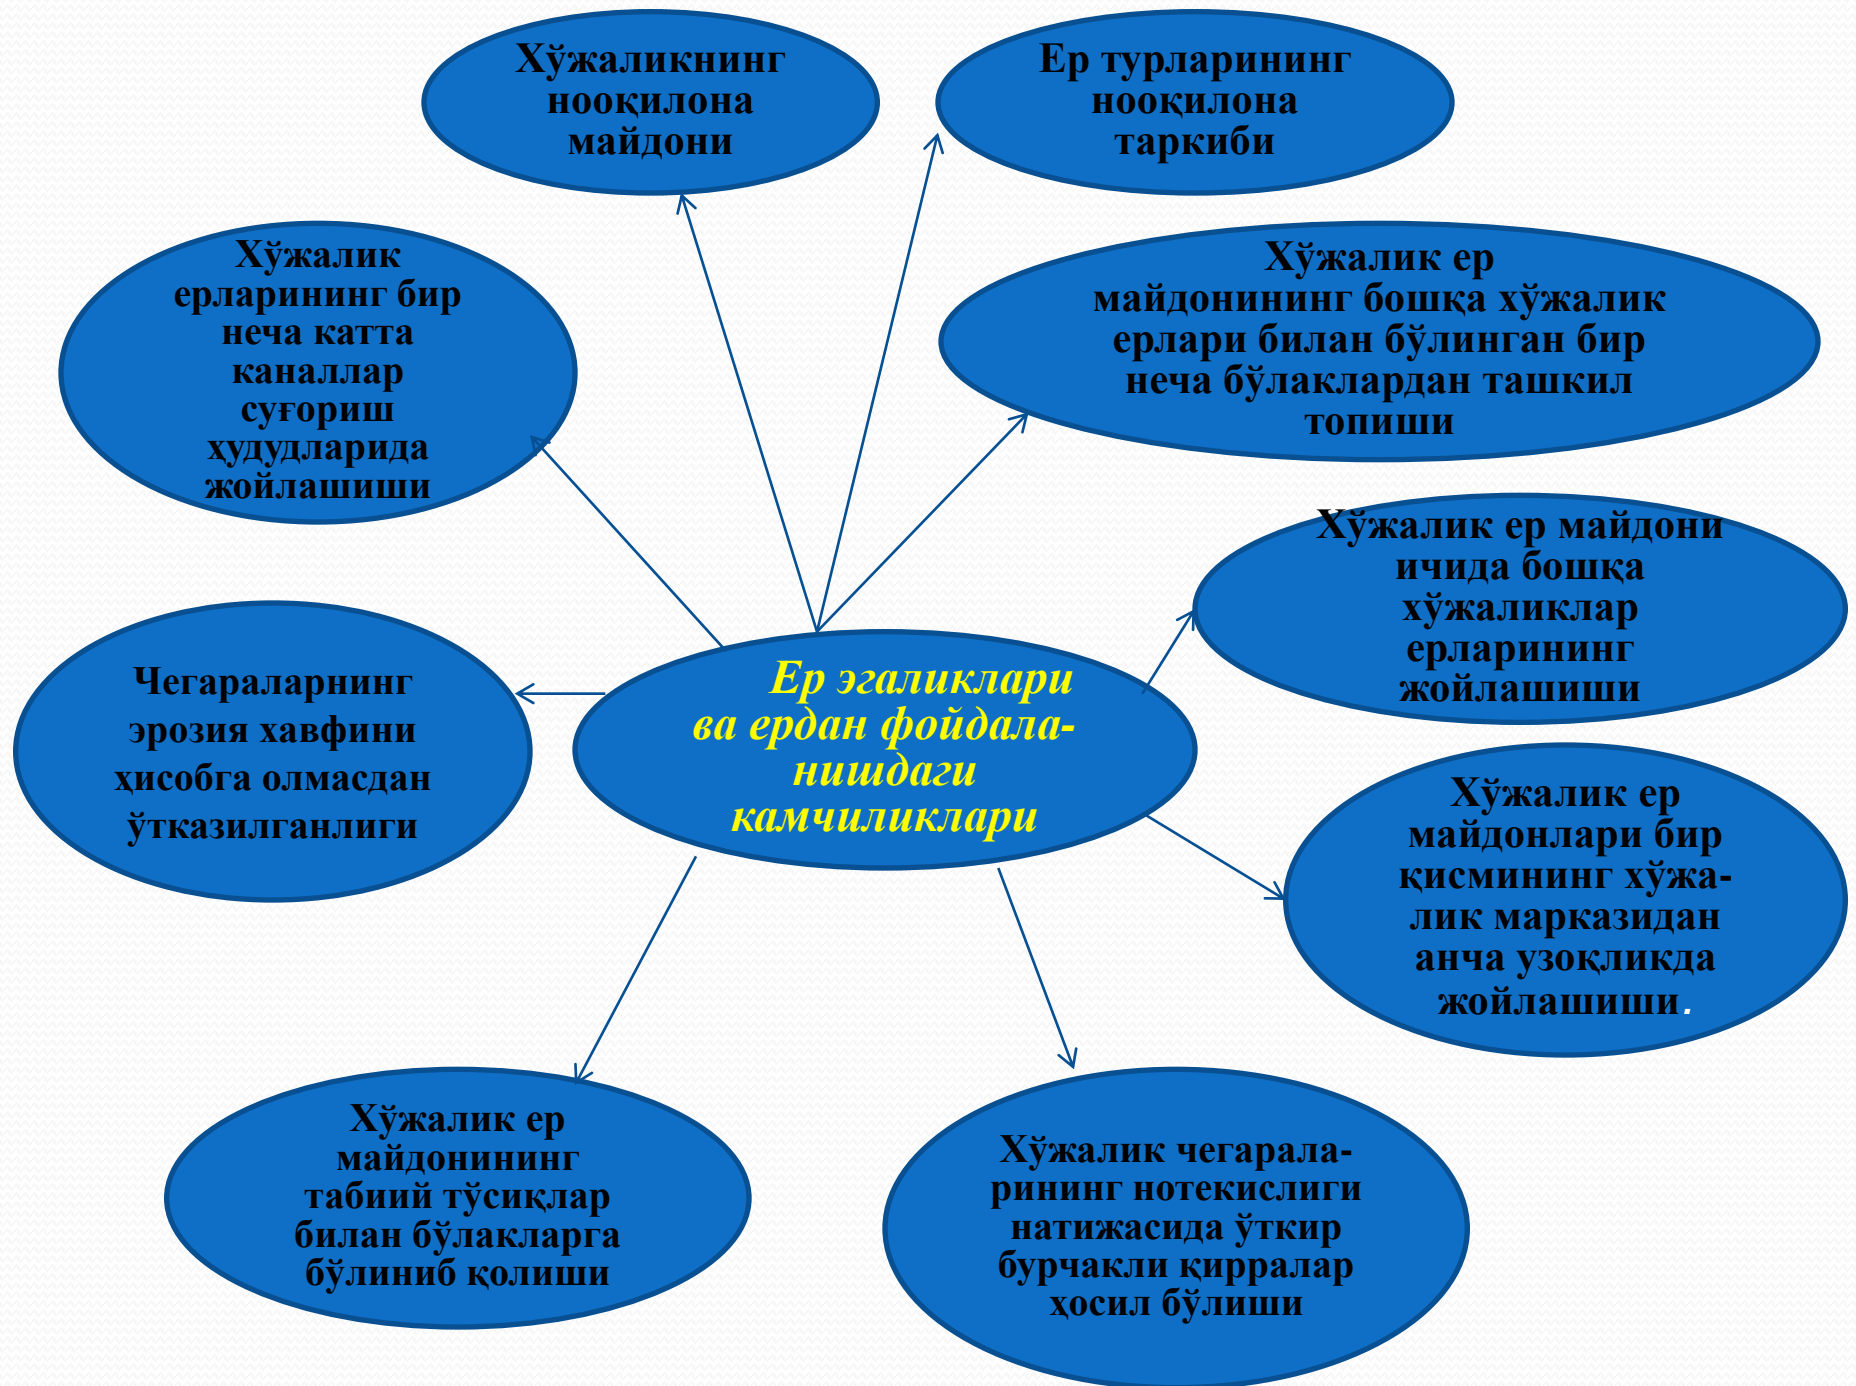 Хўжаликнинг
нооқилона
майдони
Ер турларининг
нооқилона
таркиби
Хўжалик
ерларининг бир
неча катта
каналлар
суғориш
ҳудудларида
жойлашиши
Хўжалик ер
майдонининг бошқа хўжалик
ерлари билан бўлинган бир
неча бўлаклардан ташкил
топиши
Хўжалик ер майдони
ичида бошқа
хўжаликлар
ерларининг
жойлашиши
Чегараларнинг
эрозия хавфини
ҳисобга олмасдан
ўтказилганлиги
Ер эгаликлари
ва ердан фойдала-
нишдаги
камчиликлари
Хўжалик ер
майдонлари бир
қисмининг хўжа-
лик марказидан
анча узоқликда
жойлашиши.
Хўжалик ер
майдонининг
табиий тўсиқлар
билан бўлакларга
бўлиниб қолиши
Хўжалик чегарала-
рининг нотекислиги
натижасида ўткир
бурчакли қирралар
ҳосил бўлиши